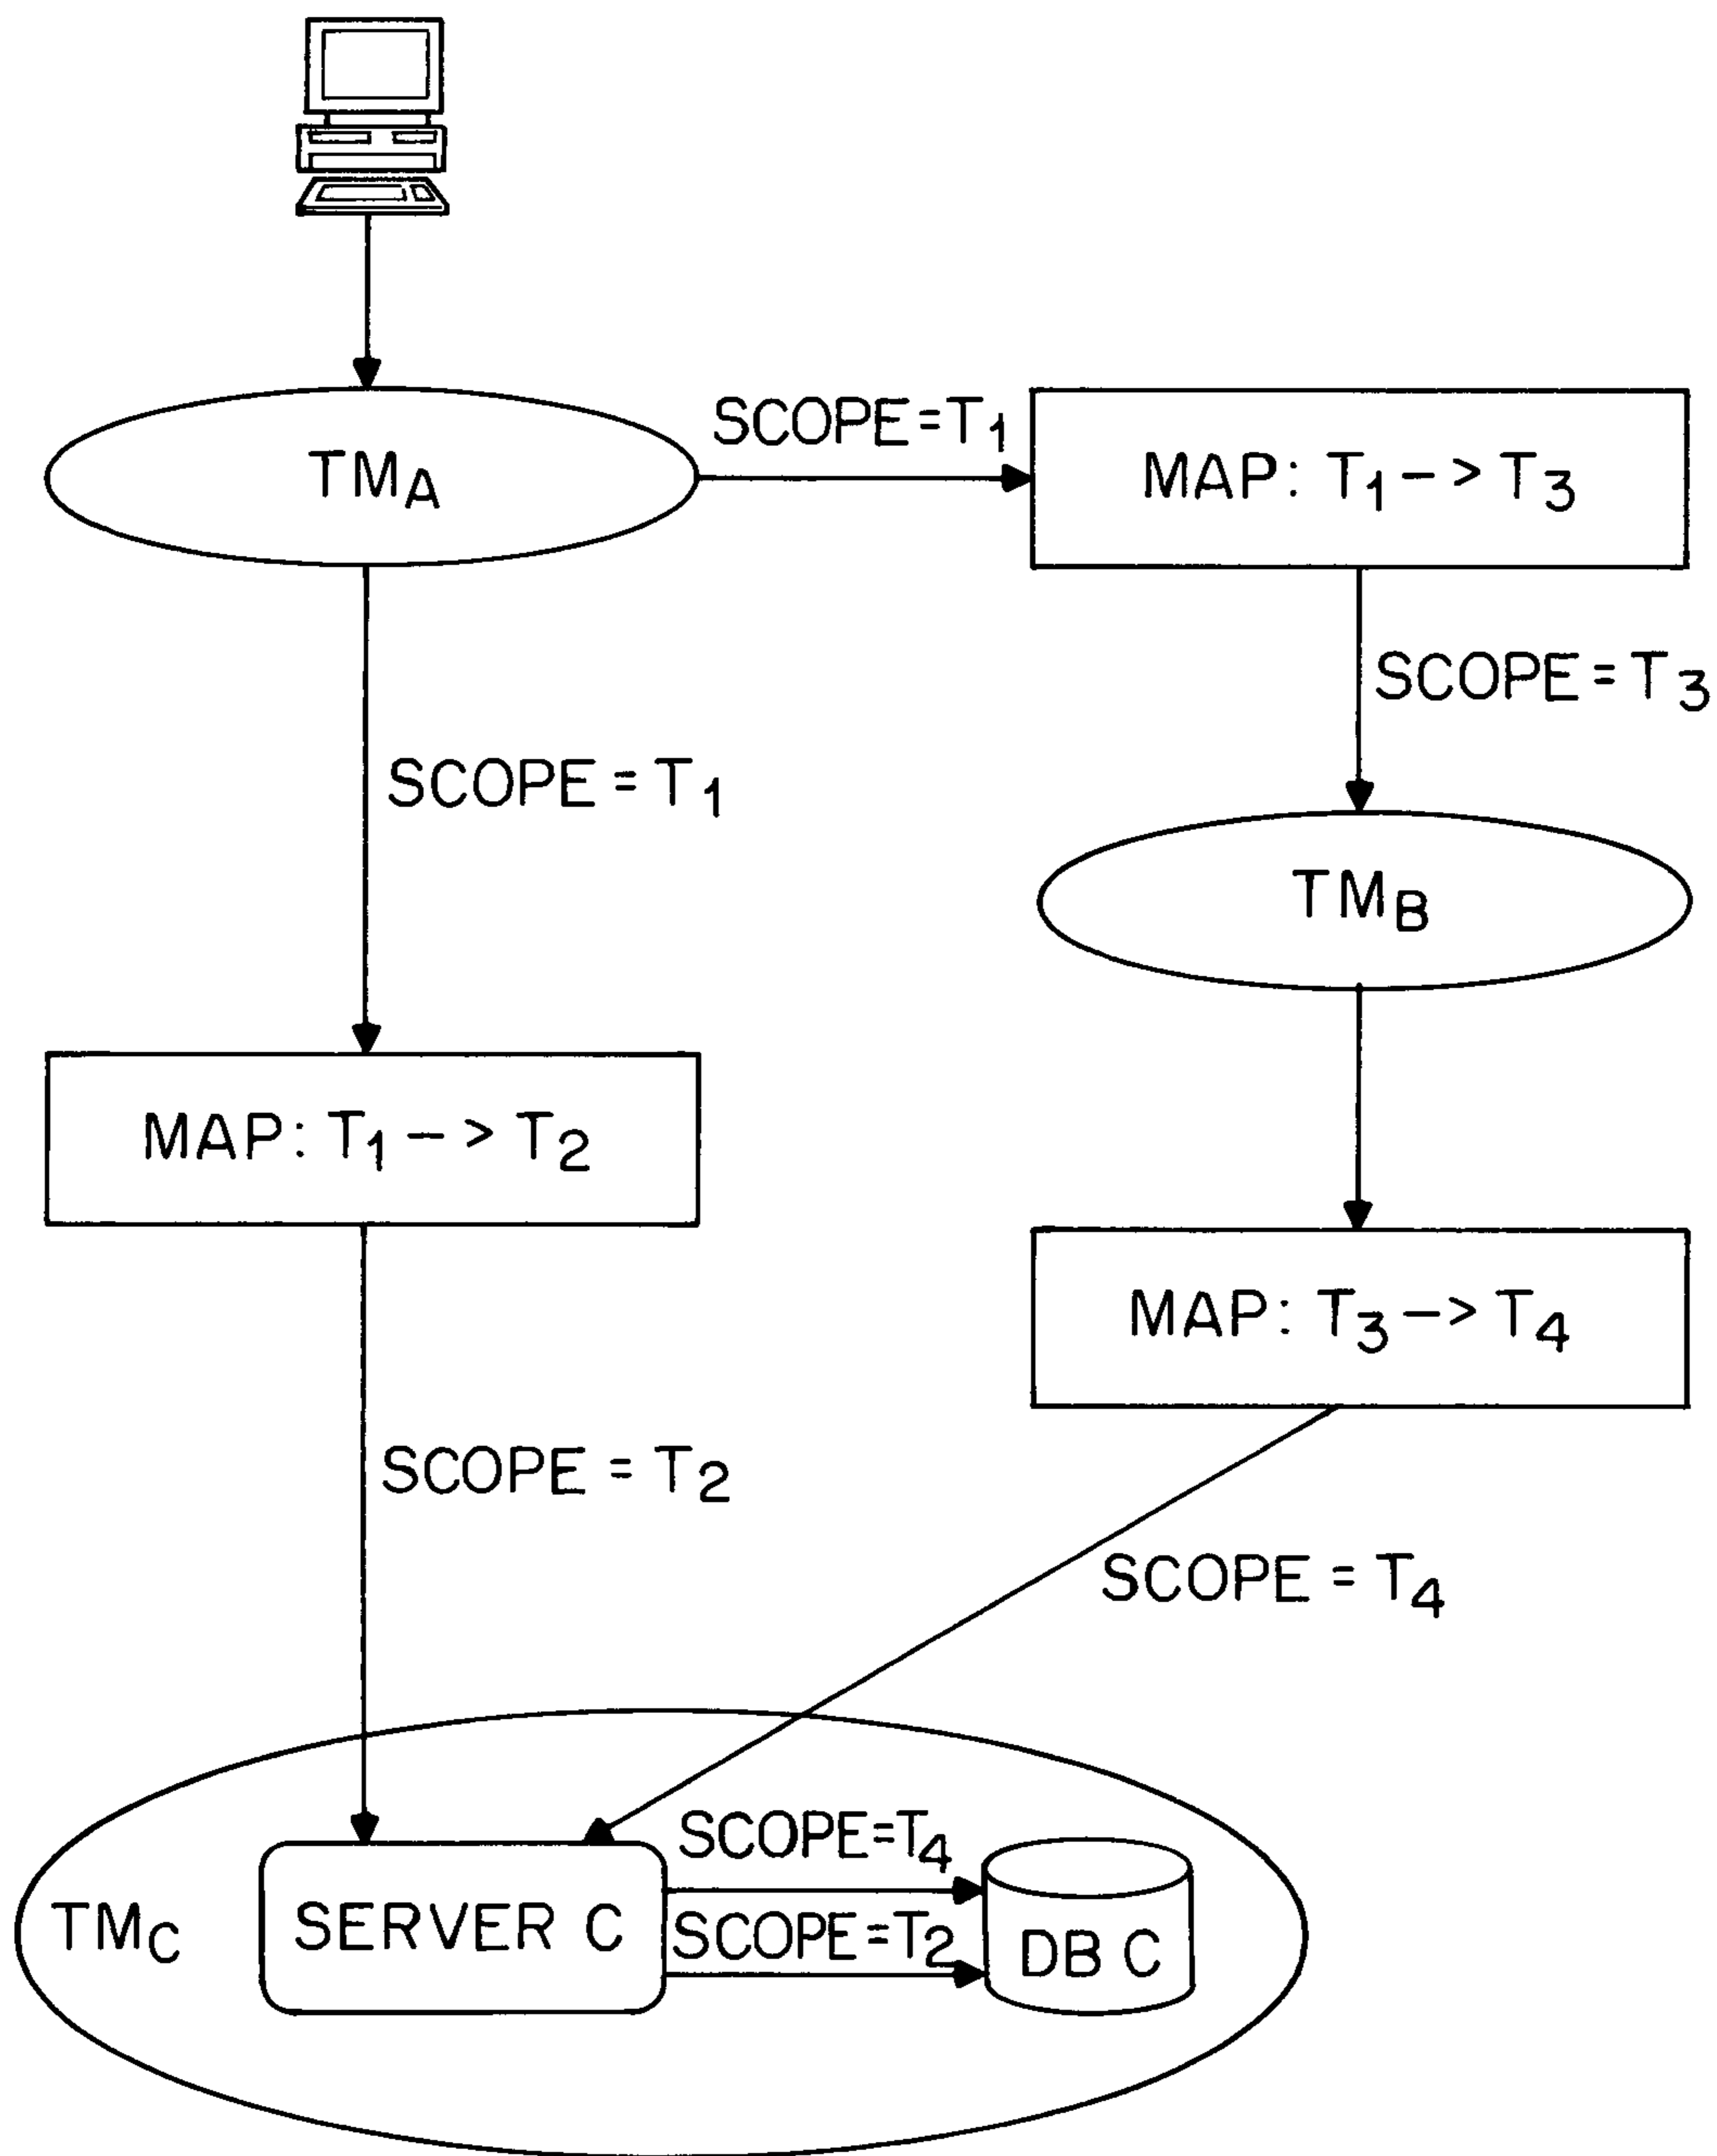 SCOPE=T1
TMA
MAP: T1 -> T3
SCOPE=T3
SCOPE=T1
TMB
MAP: T1 -> T2
MAP: T3 -> T4
SCOPE=T2
SCOPE=T4
SCOPE=T4
TMC
SERVER C
SCOPE=T2
DB C